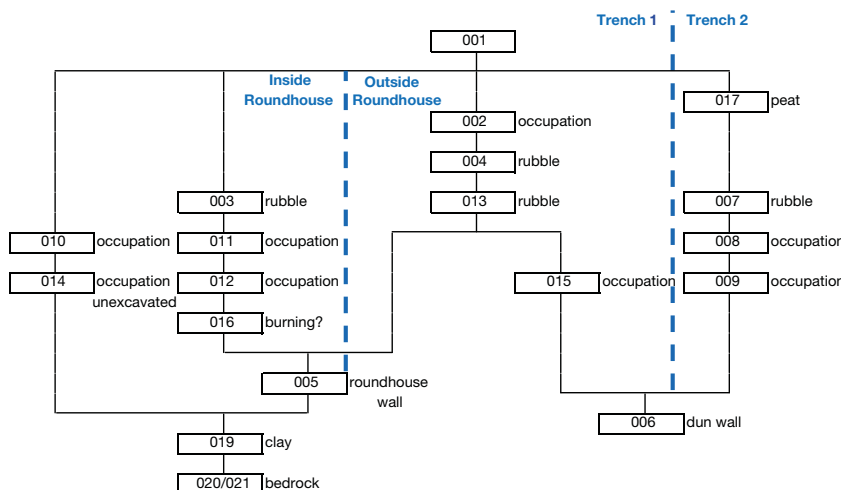 Trench 1 Trench 2
001
Inside Outside
Roundhouse Roundhouse
017 peat
002 occupation
004 rubble
003 rubble 013 rubble 007 rubble
010 occupation 011 occupation 008 occupation
014 occupation 012 occupation 015 occupation 009 occupation
unexcavated
016 burning?
005 roundhouse
wall
006 dun wall
019 clay
020/021 bedrock